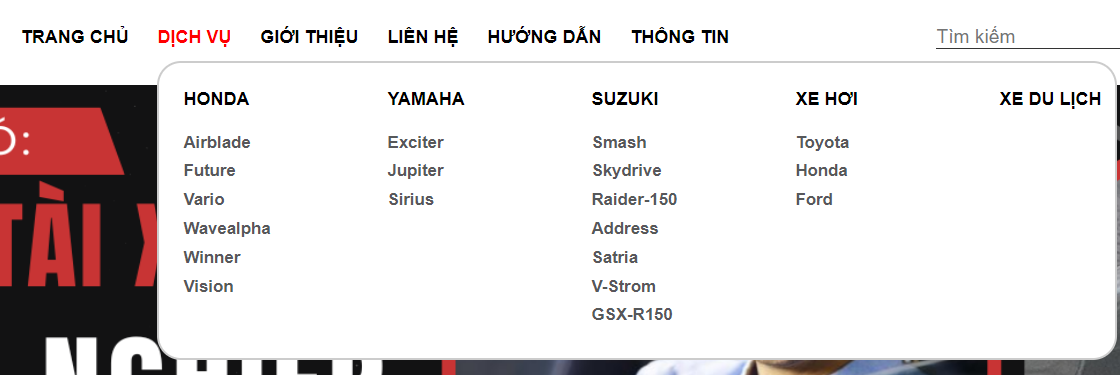 TRANG CHỦ DỊCH VỤ GIỚI THIỆU LIÊN HỆ HƯỚNG DẪN THÔNG TIN Tìm kiếm
HONDA
Airblade
Future
Vario
Wavealpha
Winner
Vision
YAMAHA
Exciter
Jupiter
Sirius
SUZUKI
Smash
Skydrive
Raider-150
Address
Satria
V-Strom
GSX-R150
XE HƠI
Toyota
Honda
Ford
XE DU LỊCH
TÀI